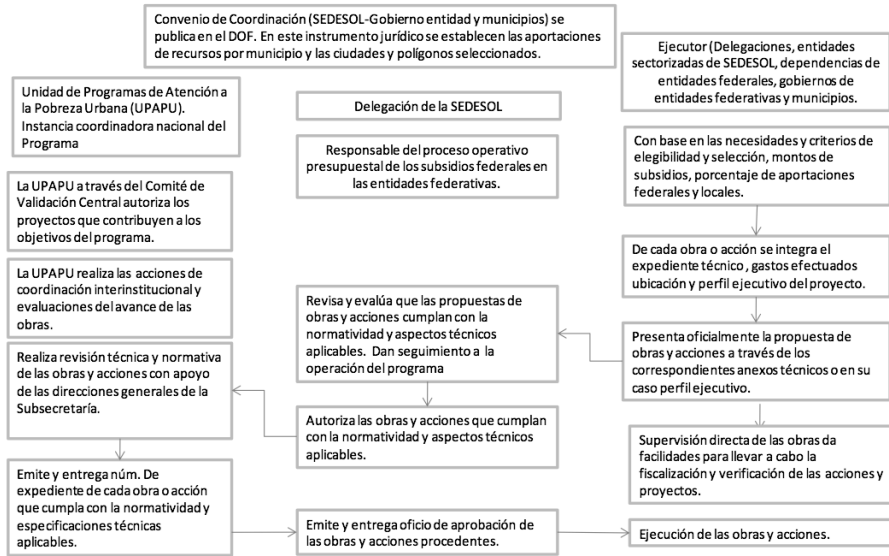 Convenio de Coordinación (SEDESOL-Gobierno entidad y municipios) se
publica en el DOF. En este instrumento jurídico se establecen las aportaciones
de recursos por municipio y las ciudades y polígonos seleccionados.
Unidad de Programas de Atención a
la Pobreza Urbana (UPAPU).
Instancia coordinadora nacional del
Programa
La UPAPU a través del Comité de
Validación Central autoriza los
proyectos que contribuyen a los
objetivos del programa.
La UPAPU realiza las acciones de
coordinación interinstitucional y
evaluaciones del avance de las
obras.
Realiza revisión técnica y normativa
de las obras y acciones con apoyo
de las direcciones generales de la
Subsecretaría.
Emite y entrega núm. De
expediente de cada obra o acción
que cumpla con la normatividad y
especificaciones técnicas
aplicables.
Delegación de la SEDESOL
Responsable del proceso operativo
presupuestal de los subsidios federales en
las entidades federativas.
Revisa y evalúa que las propuestas de
obras y acciones cumplan con la
normatividad y aspectos técnicos
aplicables. Dan seguimiento a la
operación del programa
Autoriza las obras y acciones que cumplan
con la normatividad y aspectos técnicos
aplicables.
Emite y entrega oficio de aprobación de
las obras y acciones procedentes.
Ejecutor (Delegaciones, entidades
sectorizadas de SEDESOL, dependencias de
entidades federales, gobiernos de
entidades federativas y municipios.
Con base en las necesidades y criterios de
elegibilidad y selección, montos de
subsidios, porcentaje de aportaciones
federales y locales.
De cada obra o acción se integra el
expediente técnico , gastos efectuados
ubicación y perfil ejecutivo del proyecto.
Presenta oficialmente la propuesta de
obras y acciones a través de los
correspondientes anexos técnicos o en su
caso perfil ejecutivo.
Supervisión directa de las obras da
facilidades para llevar a cabo la
fiscalización y verificación de las acciones y
proyectos.
Ejecución de las obras y acciones.